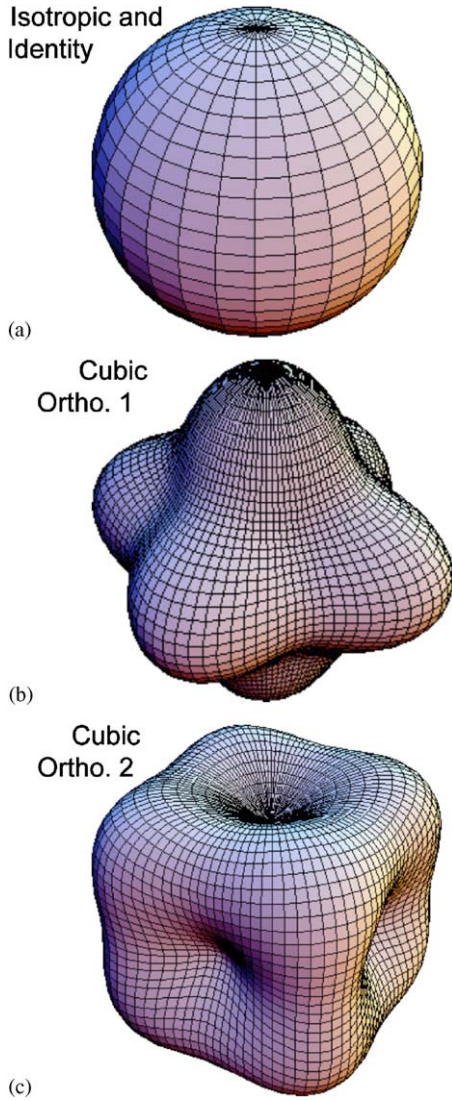 Isotropic and
Identity
(a)
Cubic
Ortho. 1
(b)
Cubic
Ortho. 2
(c)